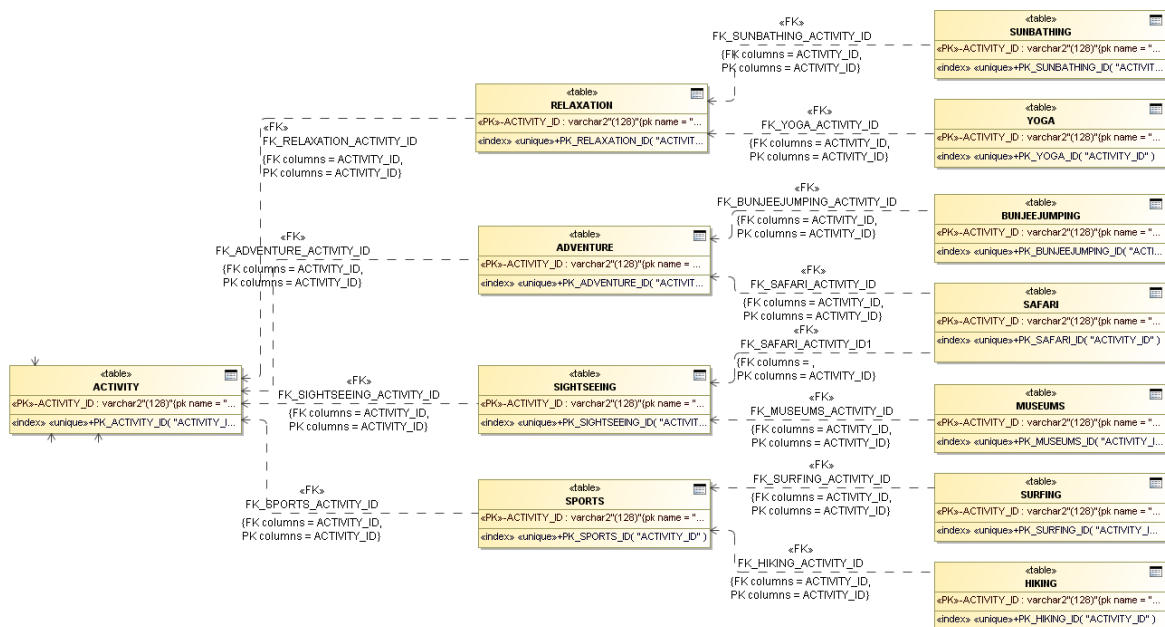 «table»
ACTIVITY
«PK»-ACTIVITY_ID : varchar2"(128)"{pk name = "...
«index» «unique»+PK_ACTIVITY_ID( "ACTIVITY_I...
«FK»
FK_RELAXATION_ACTIVITY_ID
{FK columns = ACTIVITY_ID,
PK columns = ACTIVITY_ID}
«FK»
FK_ADVENTURE_ACTIVITY_ID
{FK columns = ACTIVITY_ID,
PK columns = ACTIVITY_ID}
«FK»
FK_SIGHTSEEING_ACTIVITY_ID
{FK columns = ACTIVITY_ID,
PK columns = ACTIVITY_ID}
«FK»
FK_SPORTS_ACTIVITY_ID
{FK columns = ACTIVITY_ID,
PK columns = ACTIVITY_ID}
«table»
RELAXATION
«PK»-ACTIVITY_ID : varchar2"(128)"{pk name = "...
«index» «unique»+PK_RELAXATION_ID( "ACTIVIT...
«table»
ADVENTURE
«PK»-ACTIVITY_ID : varchar2"(128)"{pk name = "...
«index» «unique»+PK_ADVENTURE_ID( "ACTIVIT...
«table»
SIGHTSEEING
«PK»-ACTIVITY_ID : varchar2"(128)"{pk name = "...
«index» «unique»+PK_SIGHTSEEING_ID( "ACTIVIT...
«table»
SPORTS
«PK»-ACTIVITY_ID : varchar2"(128)"{pk name = "...
«index» «unique»+PK_SPORTS_ID( "ACTIVITY_ID" )
«FK»
FK_SUNBATHING_ACTIVITY_ID
{FK columns = ACTIVITY_ID,
PK columns = ACTIVITY_ID}
«FK»
FK_YOGA_ACTIVITY_ID
{FK columns = ACTIVITY_ID,
PK columns = ACTIVITY_ID}
«FK»
FK_BUNJEEJUMPING_ACTIVITY_ID
{FK columns = ACTIVITY_ID,
PK columns = ACTIVITY_ID}
«FK»
FK_SAFARI_ACTIVITY_ID
{FK columns = ACTIVITY_ID,
PK columns = ACTIVITY_ID}
«FK»
FK_SAFARI_ACTIVITY_ID1
{FK columns = ,
PK columns = ACTIVITY_ID}
«FK»
FK_MUSEUMS_ACTIVITY_ID
{FK columns = ACTIVITY_ID,
PK columns = ACTIVITY_ID}
«FK»
FK_SURFING_ACTIVITY_ID
{FK columns = ACTIVITY_ID,
PK columns = ACTIVITY_ID}
«FK»
FK_HIKING_ACTIVITY_ID
{FK columns = ACTIVITY_ID,
PK columns = ACTIVITY_ID}
«table»
SUNBATHING
«PK»-ACTIVITY_ID : varchar2"(128)"{pk name = "...
«index» «unique»+PK_SUNBATHING_ID( "ACTIVIT...
«table»
YOGA
«PK»-ACTIVITY_ID : varchar2"(128)"{pk name = "...
«index» «unique»+PK_YOGA_ID( "ACTIVITY_ID" )
«table»
BUNJEEJUMPING
«PK»-ACTIVITY_ID : varchar2"(128)"{pk name = "...
«index» «unique»+PK_BUNJEEJUMPING_ID( "ACTI...
«table»
SAFARI
«PK»-ACTIVITY_ID : varchar2"(128)"{pk name = "...
«index» «unique»+PK_SAFARI_ID( "ACTIVITY_ID" )
«table»
MUSEUMS
«PK»-ACTIVITY_ID : varchar2"(128)"{pk name = "...
«index» «unique»+PK_MUSEUMS_ID( "ACTIVITY_I...
«table»
SURFING
«PK»-ACTIVITY_ID : varchar2"(128)"{pk name = "...
«index» «unique»+PK_SURFING_ID( "ACTIVITY_I...
«table»
HIKING
«PK»-ACTIVITY_ID : varchar2"(128)"{pk name = "...
«index» «unique»+PK_HIKING_ID( "ACTIVITY_ID" )